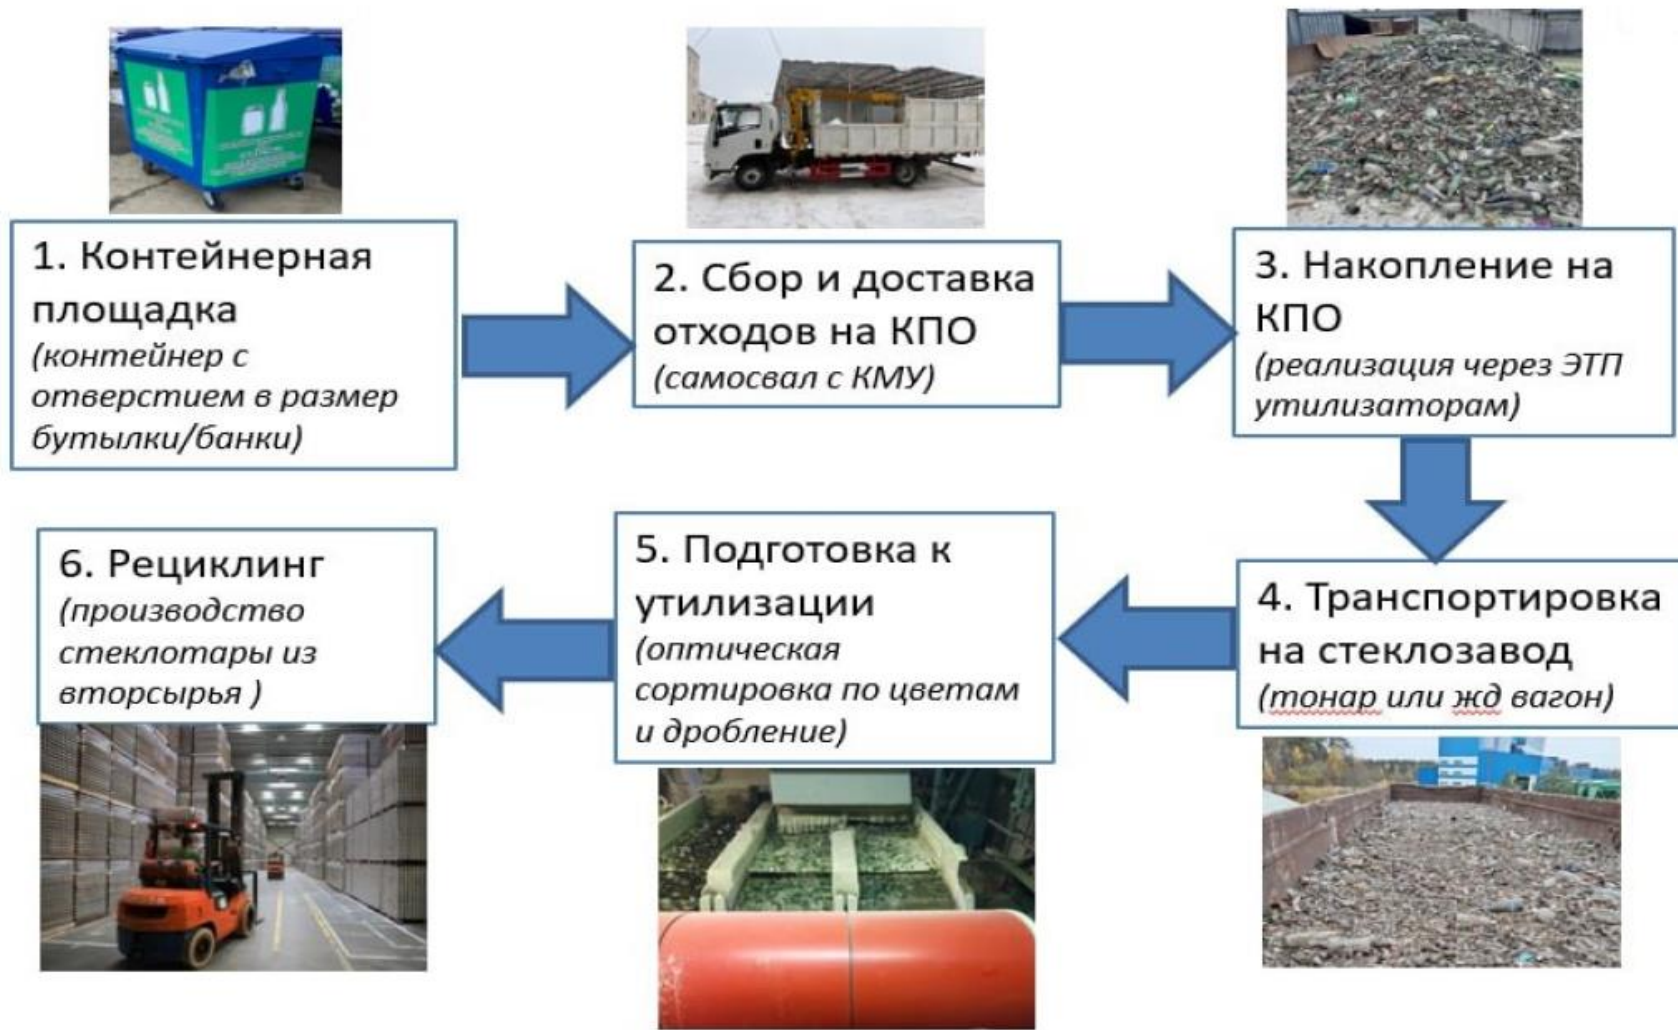 1. Контейнерная
площадка
(контейнер с
отверстием в размер
бутылки/банки)
2. Сбор и доставка
отходов на КПО
(самосвал с КМУ)
3. Накопление на
КПО
(реализация через ЭТП
утилизаторам)
4. Транспортировка
на стеклозавод
(тонар или жд вагон)
5. Подготовка к
утилизации
(оптическая
сортировка по цветам
и дробление)
6. Рециклинг
(производство
стеклотары из
вторсырья )